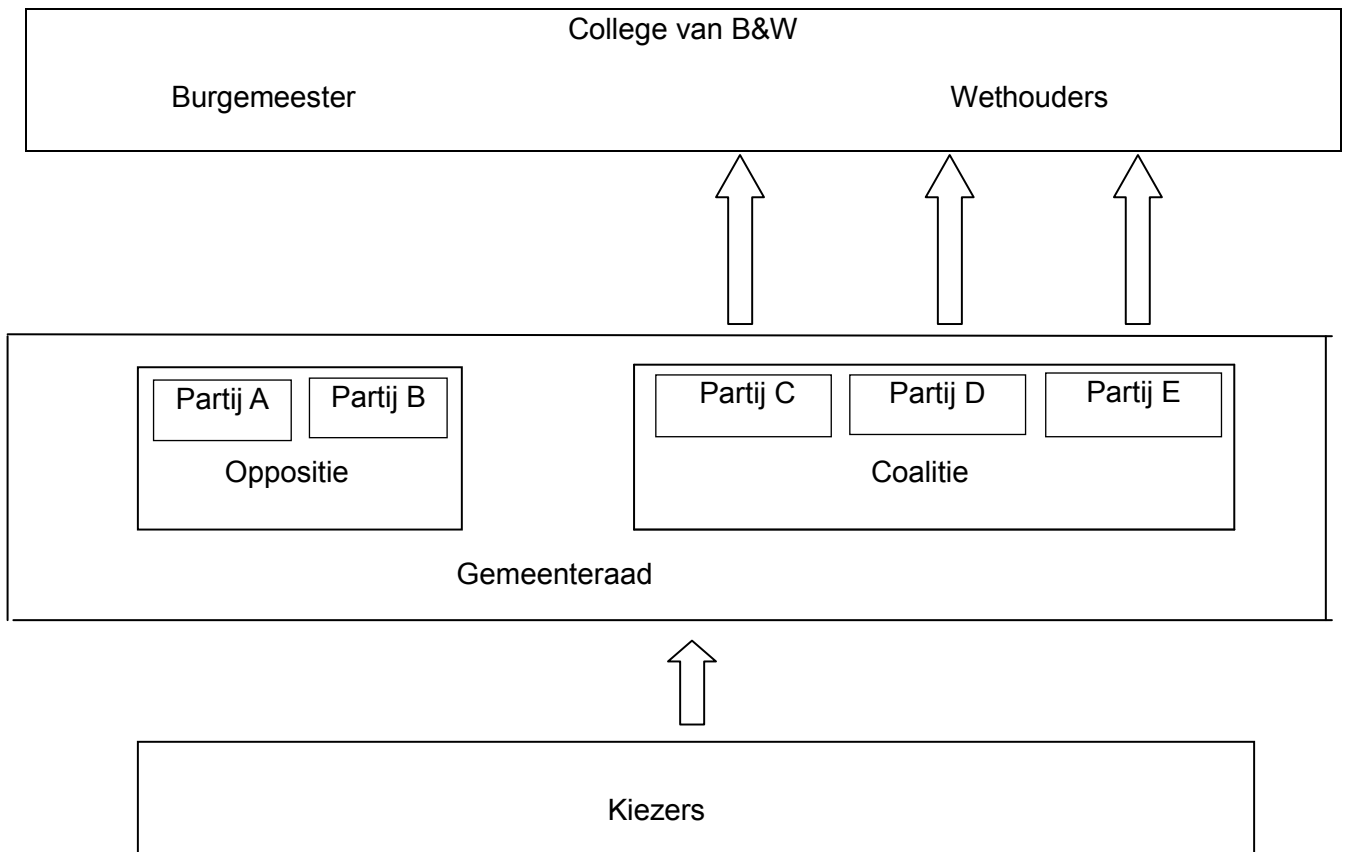 College van B&W
Burgemeester Wethouders
Partij A Partij B Partij C Partij D Partij E
Oppositie Coalitie
Gemeenteraad
Kiezers